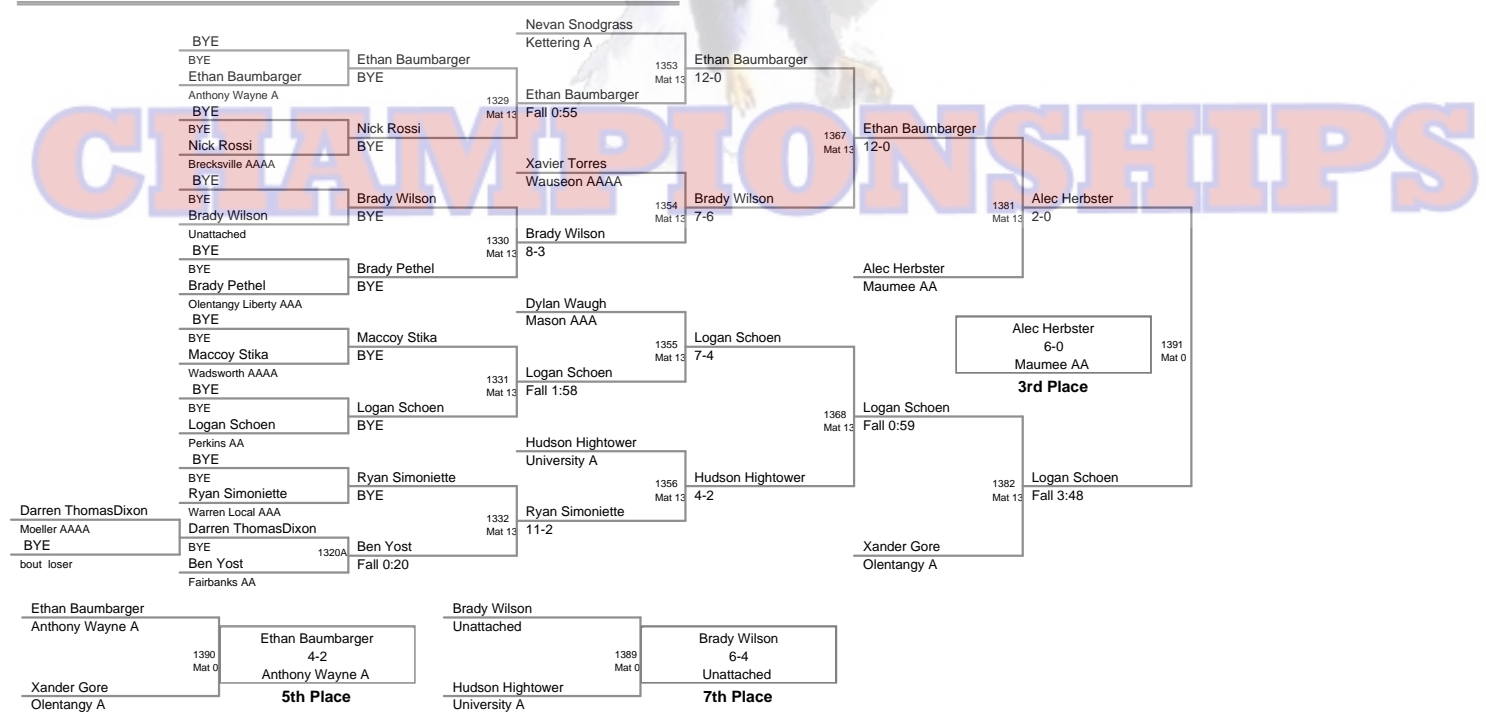 CHAMPIONSHIPS
BYE
BYE
Ethan Baumbarger
Anthony Wayne A
BYE
BYE
Nick Rossi
Brecksville AAAA
BYE
BYE
Brady Wilson
Unattached
BYE
BYE
Brady Pethel
Olentangy Liberty AAA
BYE
BYE
Maccoy Stika
Wadsworth AAAA
BYE
BYE
Logan Schoen
Perkins AA
BYE
BYE
Ryan Simoniette
Warren Local AAA
Darren ThomasDixon
Moeller AAAA
BYE
bout loser
Darren ThomasDixon
BYE
1320A
Ben Yost
Fairbanks AA
Ethan Baumbarger
BYE
Nick Rossi
BYE
Brady Wilson
BYE
Brady Pethel
BYE
Maccoy Stika
BYE
Logan Schoen
BYE
Ryan Simoniette
BYE
Ben Yost
Fall 0:20
1329
Mat 13
1330
Mat 13
1331
Mat 13
1332
Mat 13
Nevan Snodgrass
Kettering A
Ethan Baumbarger
Fall 0:55
Xavier Torres
Wauseon AAAA
Brady Wilson
8-3
Dylan Waugh
Mason AAA
Logan Schoen
Fall 1:58
Hudson Hightower
University A
Ryan Simoniette
11-2
1353
Mat 13
1354
Mat 13
1355
Mat 13
1356
Mat 13
Ethan Baumbarger
12-0
Brady Wilson
7-6
Logan Schoen
7-4
Hudson Hightower
4-2
1367
Mat 13
1368
Mat 13
Ethan Baumbarger
12-0
Alec Herbster
Maumee AA
Logan Schoen
Fall 0:59
Xander Gore
Olentangy A
1381
Mat 13
1382
Mat 13
Alec Herbster
2-0
Logan Schoen
Fall 3:48
Alec Herbster
6-0
Maumee AA
3rd Place
1391
Mat 0
Ethan Baumbarger
Anthony Wayne A
1390
Mat 0
Xander Gore
Olentangy A
Ethan Baumbarger
4-2
Anthony Wayne A
5th Place
Brady Wilson
Unattached
1389
Mat 0
Hudson Hightower
University A
Brady Wilson
6-4
Unattached
7th Place